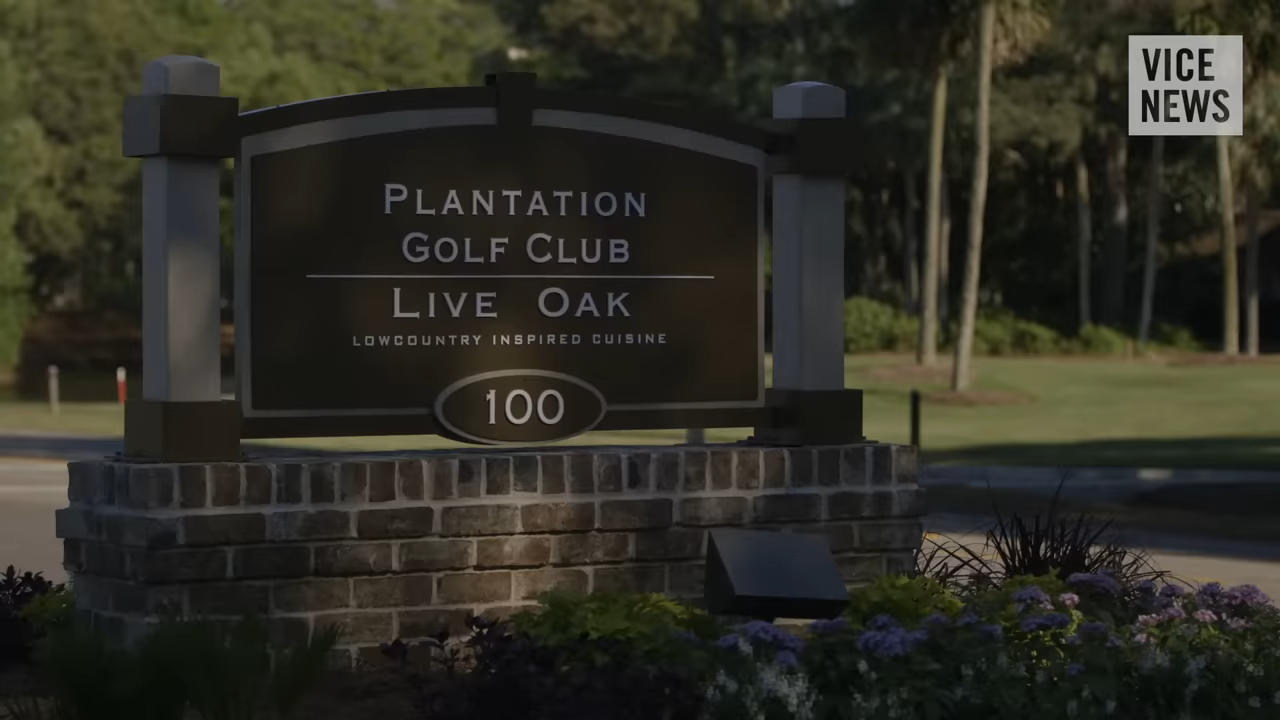 VICE
NEWS
PLANTATION
GOLF CLUB
LIVE OAK
LOWCOUNTRY INSPIRED CUISINE
100